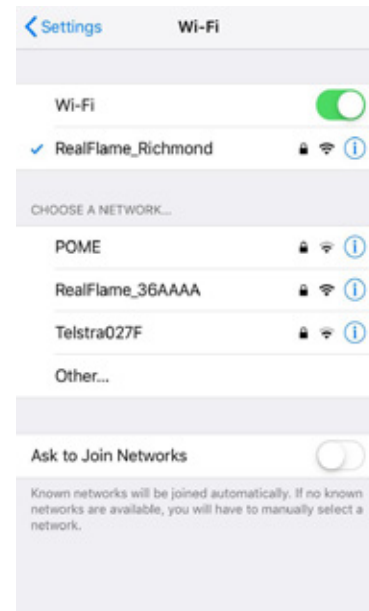 Settings Wi-Fi
Wi-Fi
RealFlame_Richmond
CHOOSE A NETWORK...
POME
RealFlame_36AAAA
Telstra027F
Other...
Ask to Join Networks
Known networks will be joined automatically. If no known
networks are available, you will have to manually select a
network.